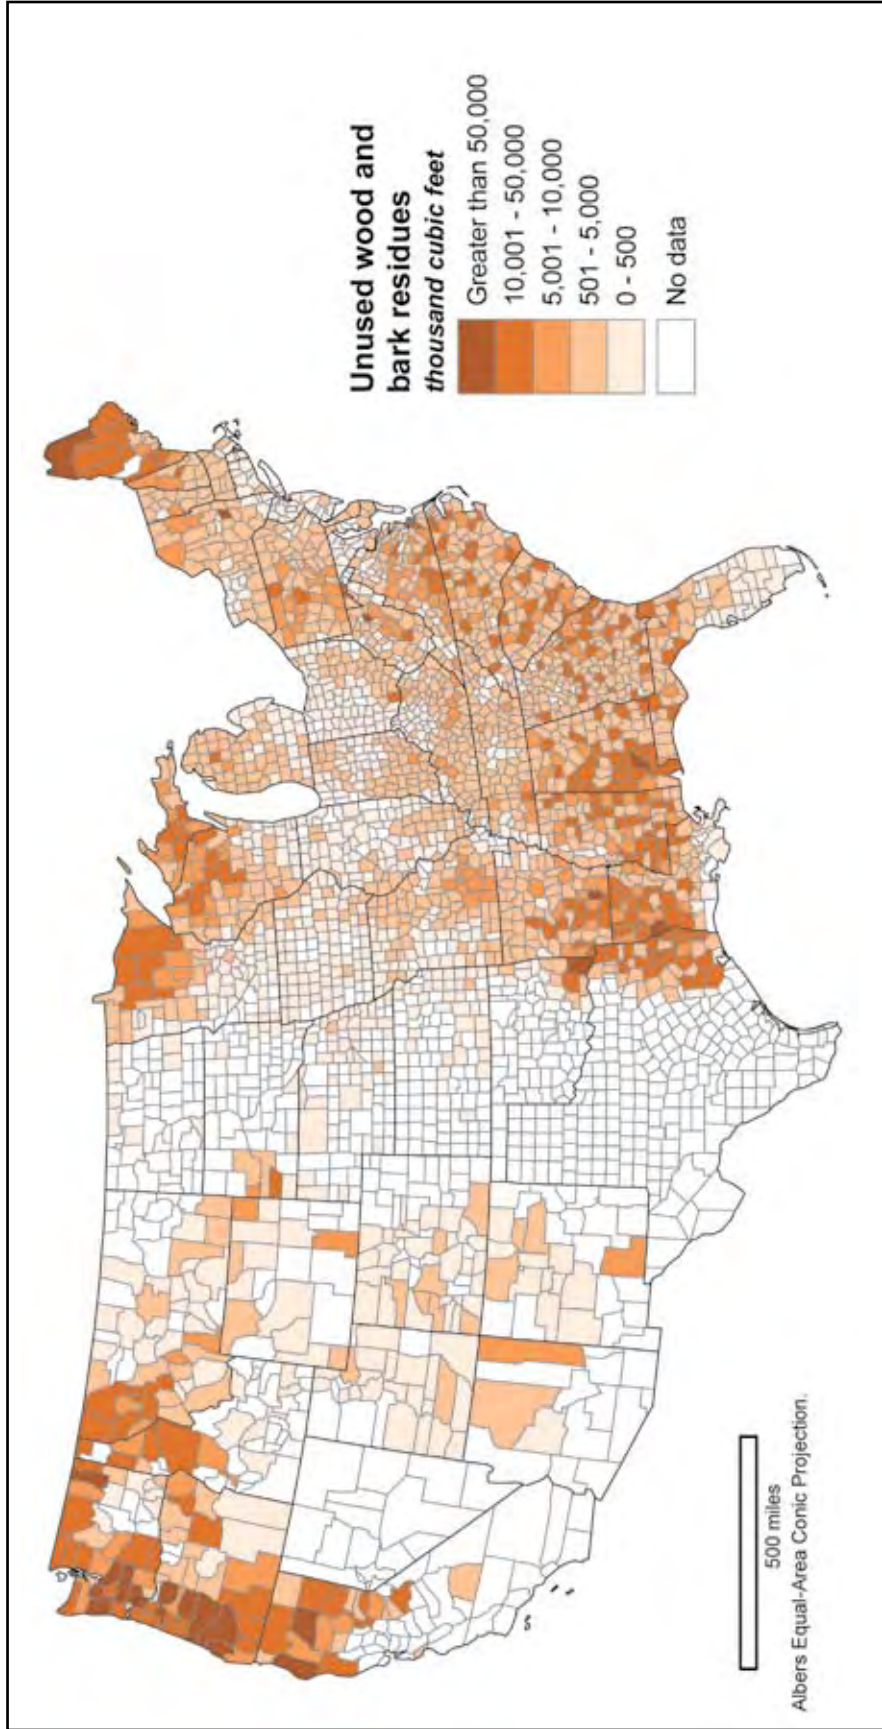 Unused wood and
bark residues
thousand cubic feet
Greater than 50,000
10,001 - 50,000
5,001 - 10,000
501 - 5,000
0 - 500
No data
500 miles
Albers Equal-Area Conic Projection.